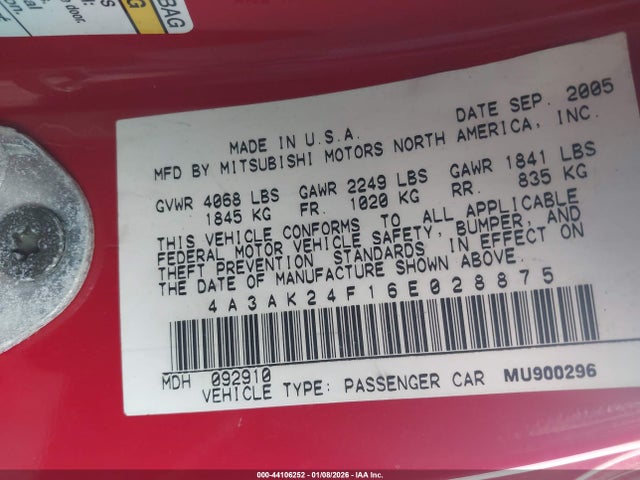 BAG
door.
MADE IN U.S.A. DATE SEP. 2005
MFD BY MITSUBISHI MOTORS NORTH AMERICA, INC.
GVWR 4068 LBS GAWR 2249 LBS GAWR 1841 LBS
1845 KG FR. 1020 KG RR. 835 KG
THIS VEHICLE CONFORMS TO ALL APPLICABLE
FEDERAL MOTOR VEHICLE SAFETY, BUMPER, AND
THEFT PREVENTION STANDARDS IN EFFECT ON
THE DATE OF MANUFACTURE SHOWN ABOVE.
4A3AK24F16E028875
MDH 092910
VEHICLE TYPE: PASSENGER CAR MU900296
000-44106252 - 01/08/2026 - IAA Inc.